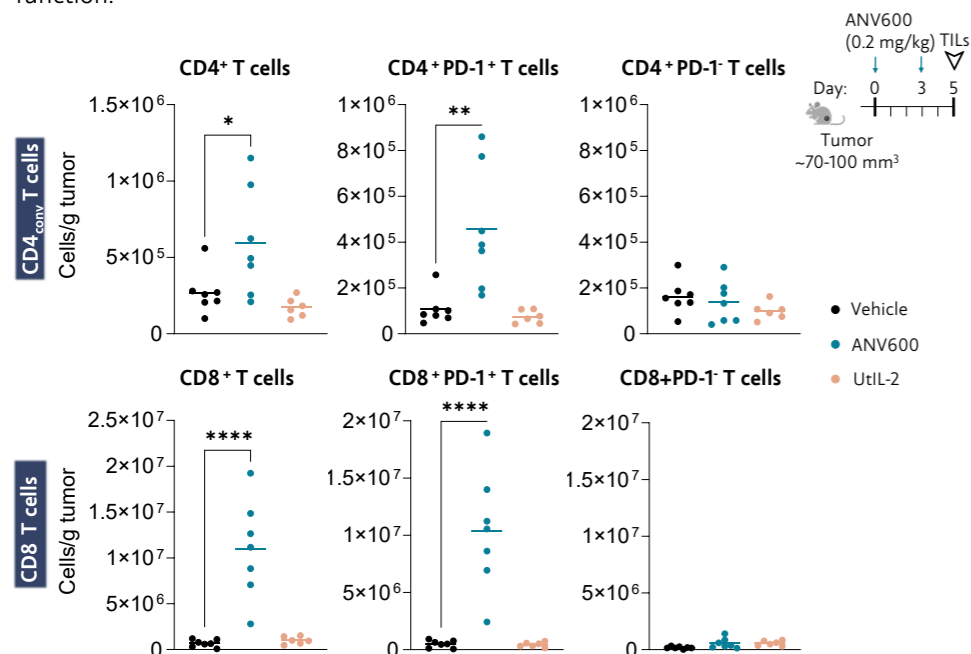 function.
ANV600
(0.2 mg/kg) TILs
Day: 0 3 5
Tumor
~70-100 mm³
CD4⁺ T cells
CD4⁺PD-1⁺ T cells
CD4⁺PD-1⁻ T cells
CD4conv T cells
Cells/g tumor
1.5×10⁶
1×10⁶
5×10⁵
0
*
1×10⁶
8×10⁵
6×10⁵
4×10⁵
2×10⁵
0
**
1×10⁶
8×10⁵
6×10⁵
4×10⁵
2×10⁵
0
Vehicle
ANV600
UtIL-2
CD8⁺ T cells
CD8⁺PD-1⁺ T cells
CD8+PD-1⁻ T cells
CD8 T cells
Cells/g tumor
2.5×10⁷
2×10⁷
1.5×10⁷
1×10⁷
5×10⁶
0
****
2×10⁷
1.5×10⁷
1×10⁷
5×10⁶
0
****
2×10⁷
1.5×10⁷
1×10⁷
5×10⁶
0